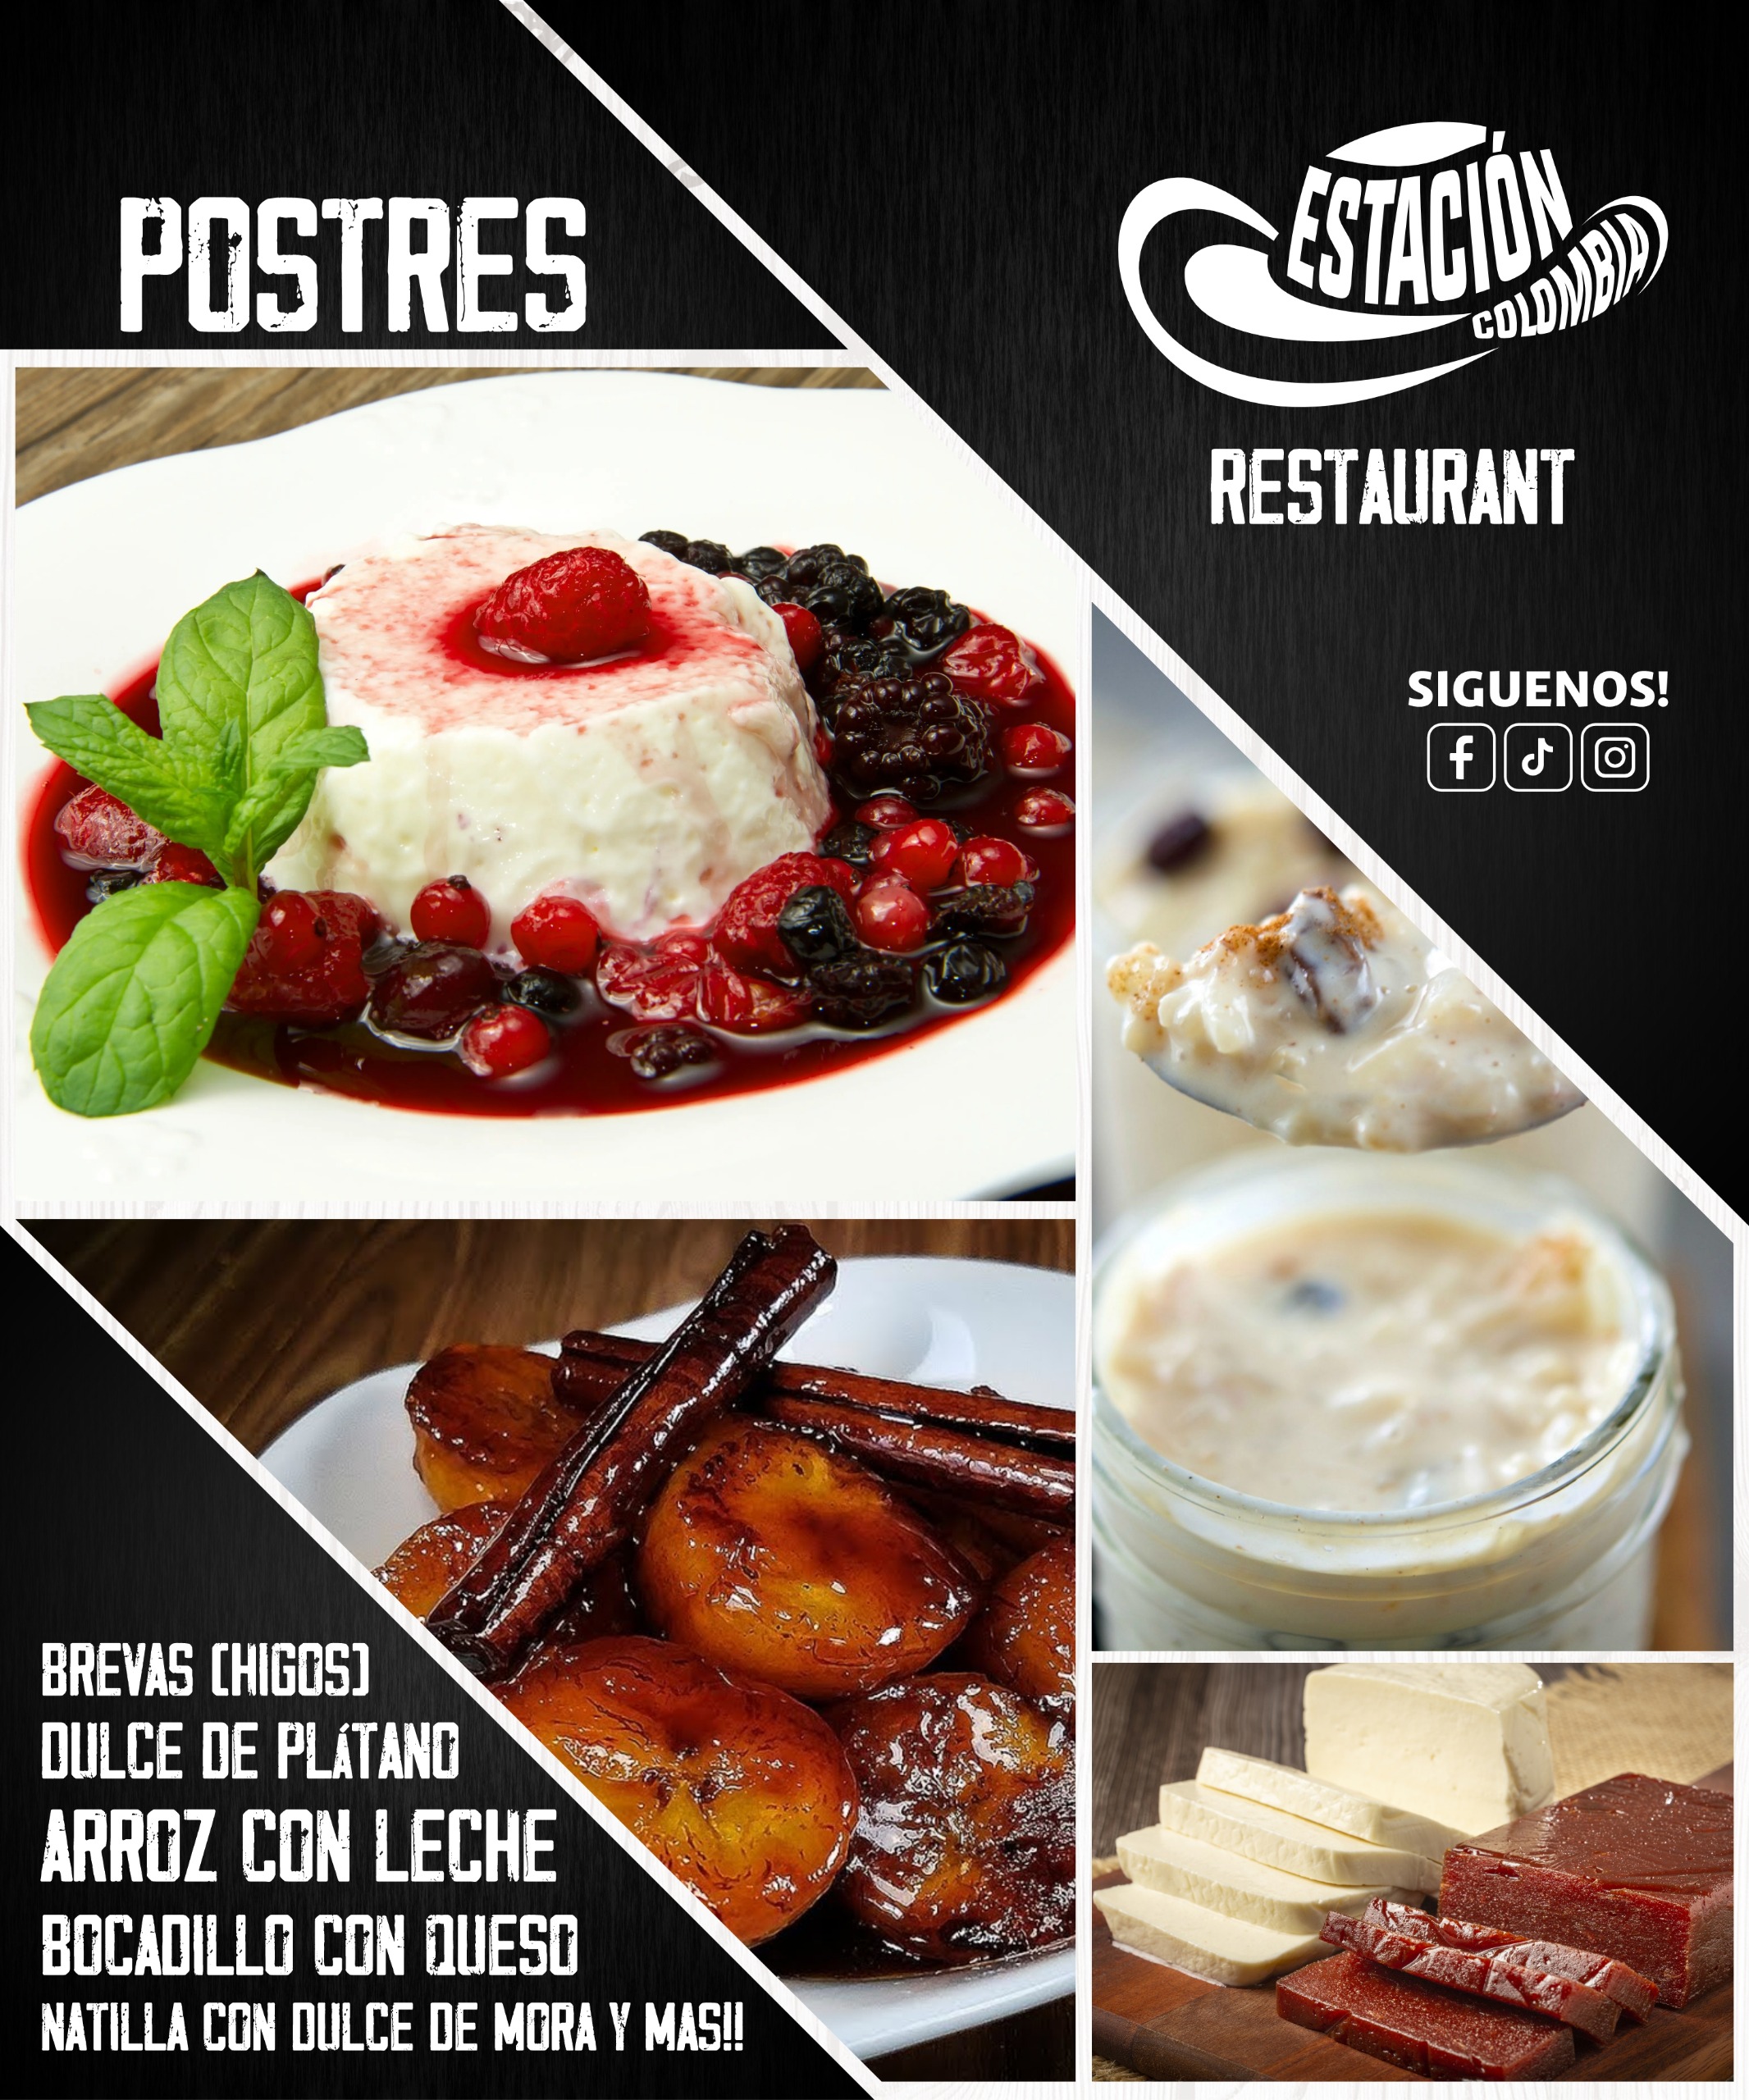 POSTRES
ESTACIÓN
COLOMBIA
RESTAURANT
SIGUENOS!
BREVAS (HIGOS)
DULCE DE PLÁTANO
ARROZ CON LECHE
BOCADILLO CON QUESO
NATILLA CON DULCE DE MORA Y MAS!!